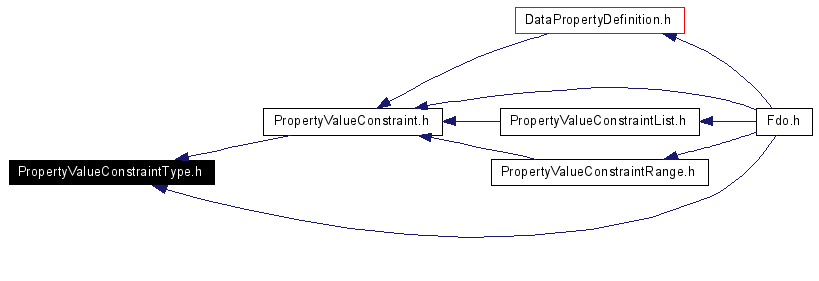 DataPropertyDefinition.h
PropertyValueConstraint.h
PropertyValueConstraintList.h
Fdo.h
PropertyValueConstraintType.h
PropertyValueConstraintRange.h